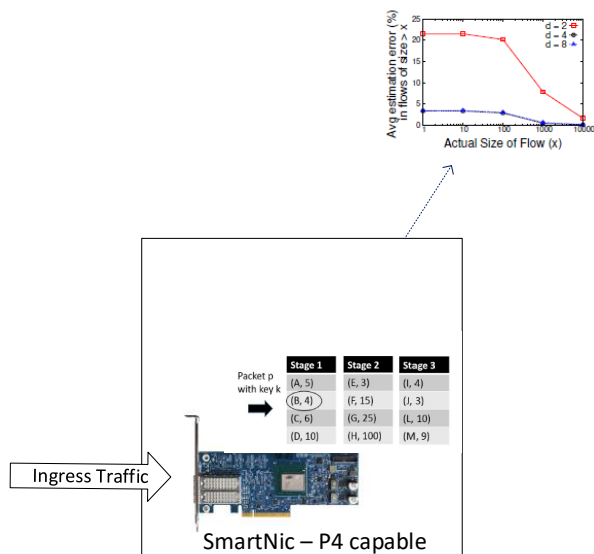 Avg estimation error (%)
in flows of size> x
25
20
15
10
5
0
1 10 100 1000 10000
Actual Size of Flow (x)
d = 2
d = 4
d = 8
Packet p
with key k
Stage 1 Stage 2 Stage 3
(A, 5) (E, 3) (I, 4)
(B, 4) (F, 15) (J, 3)
(C, 6) (G, 25) (L, 10)
(D, 10) (H, 100) (M, 9)
Ingress Traffic
SmartNic – P4 capable